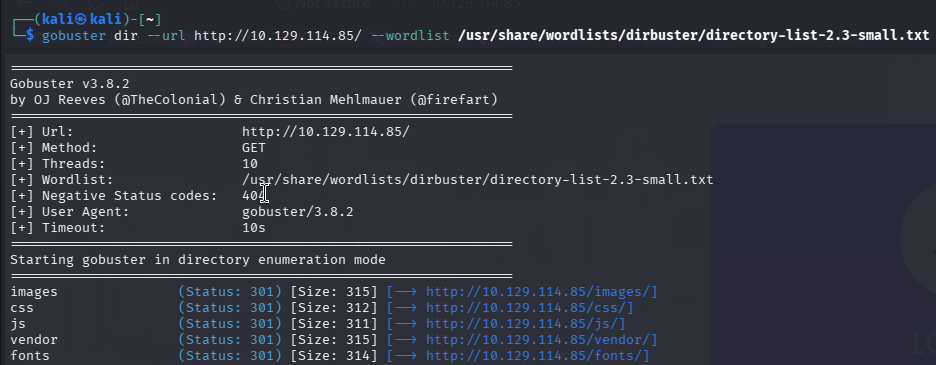 Not Secure
┌──(kali㉿kali)-[~]
└─$ gobuster dir --url http://10.129.114.85/ --wordlist /usr/share/wordlists/dirbuster/directory-list-2.3-small.txt
===============================================================
Gobuster v3.8.2
by OJ Reeves (@TheColonial) & Christian Mehlmauer (@firefart)
===============================================================
[+] Url:                     http://10.129.114.85/
[+] Method:                  GET
[+] Threads:                 10
[+] Wordlist:                /usr/share/wordlists/dirbuster/directory-list-2.3-small.txt
[+] Negative Status codes:   404
[+] User Agent:              gobuster/3.8.2
[+] Timeout:                 10s
===============================================================
Starting gobuster in directory enumeration mode
===============================================================
images               (Status: 301) [Size: 315] [--> http://10.129.114.85/images/]
css                  (Status: 301) [Size: 312] [--> http://10.129.114.85/css/]
js                   (Status: 301) [Size: 311] [--> http://10.129.114.85/js/]
vendor               (Status: 301) [Size: 315] [--> http://10.129.114.85/vendor/]
fonts                (Status: 301) [Size: 314] [--> http://10.129.114.85/fonts/]